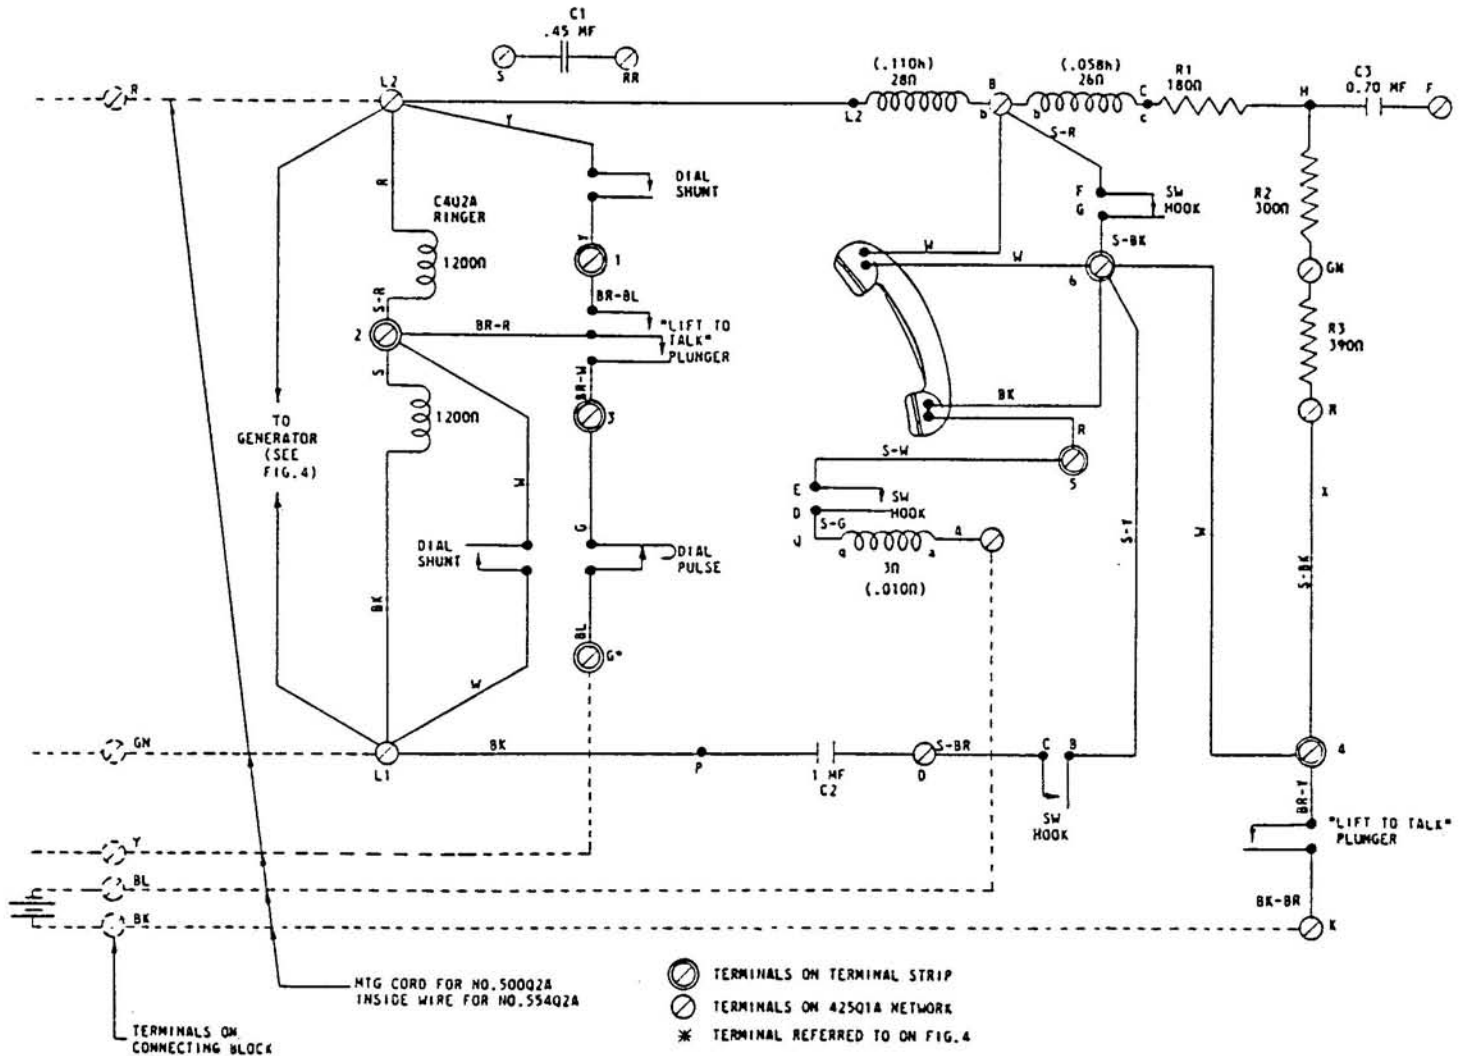 C1
.45 MF
S
RR
R
L2
(.110h)
28Ω
B
(.058h)
26Ω
C
R1
180Ω
H
C3
0.70 MF
F
L2
b
b
c
Y
S-R
DIAL
SHUNT
F
G
SW
HOOK
R2
300Ω
R
C4U2A
RINGER
1200Ω
Y
1
S-BK
W
W
6
GN
BR-BL
S-R
2
BR-R
"LIFT TO
TALK"
PLUNGER
R3
390Ω
S
BR-W
3
BK
R
1200Ω
TO
GENERATOR
(SEE
FIG.4)
R
S-W
5
W
G
E
D
SW
HOOK
S-G
Q
q
a
A
3Ω
(.010Ω)
S-Y
W
X
S-BK
DIAL
SHUNT
DIAL
PULSE
BK
BL
G*
W
GN
L1
BK
P
1 MF
C2
D
S-BR
C
B
SW
HOOK
4
BR-Y
"LIFT TO TALK"
PLUNGER
Y
BL
BK
BK-BR
K
MTG CORD FOR NO.500Q2A
INSIDE WIRE FOR NO.554Q2A
TERMINALS ON
CONNECTING BLOCK
TERMINALS ON TERMINAL STRIP
TERMINALS ON 425Q1A NETWORK
* TERMINAL REFERRED TO ON FIG.4